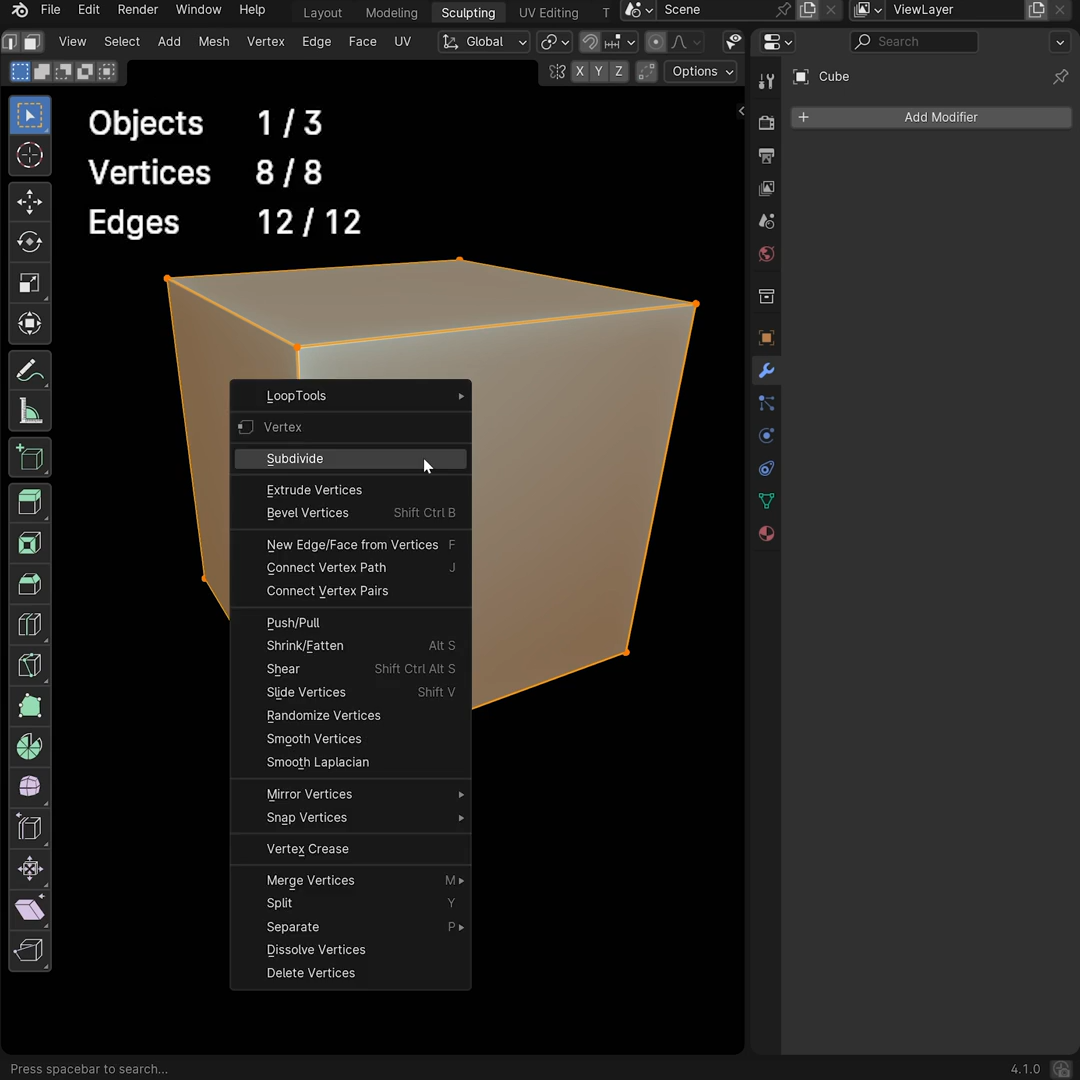 File Edit Render Window Help Layout Modeling Sculpting UV Editing T Scene ViewLayer
View Select Add Mesh Vertex Edge Face UV Global Search
X Y Z Options
Cube
Add Modifier
Objects 1 / 3
Vertices 8 / 8
Edges 12 / 12
LoopTools
Vertex
Subdivide
Extrude Vertices
Bevel Vertices Shift Ctrl B
New Edge/Face from Vertices F
Connect Vertex Path J
Connect Vertex Pairs
Push/Pull
Shrink/Fatten Alt S
Shear Shift Ctrl Alt S
Slide Vertices Shift V
Randomize Vertices
Smooth Vertices
Smooth Laplacian
Mirror Vertices
Snap Vertices
Vertex Crease
Merge Vertices M
Split Y
Separate P
Dissolve Vertices
Delete Vertices
Press spacebar to search... 4.1.0